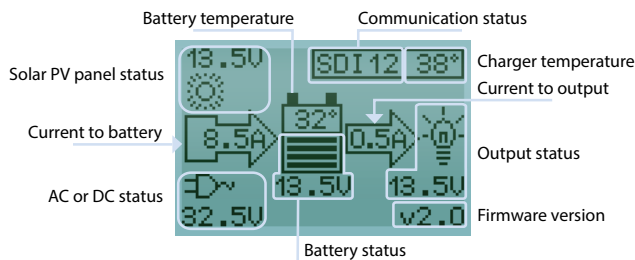 Battery temperature
Communication status
13.5V
SDI12
38°
Charger temperature
Solar PV panel status
Current to output
32°
Current to battery
8.5A
0.5A
Output status
AC or DC status
13.5V
13.5V
32.5V
v2.0
Firmware version
Battery status